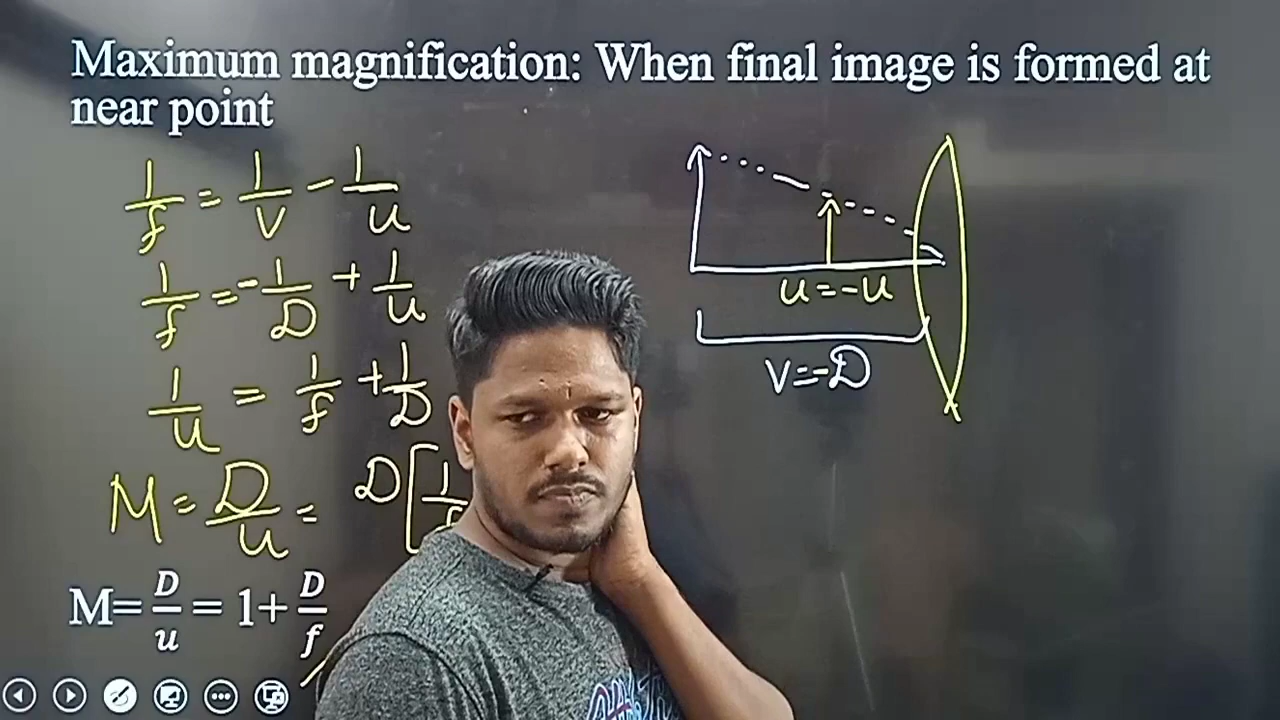 Maximum magnification: When final image is formed at
near point
1/f = 1/v - 1/u
1/f = -1/D + 1/u
1/u = 1/f + 1/D
M = D/u = D[1/f
M= D/u = 1+ D/f
u=-u
v=-D